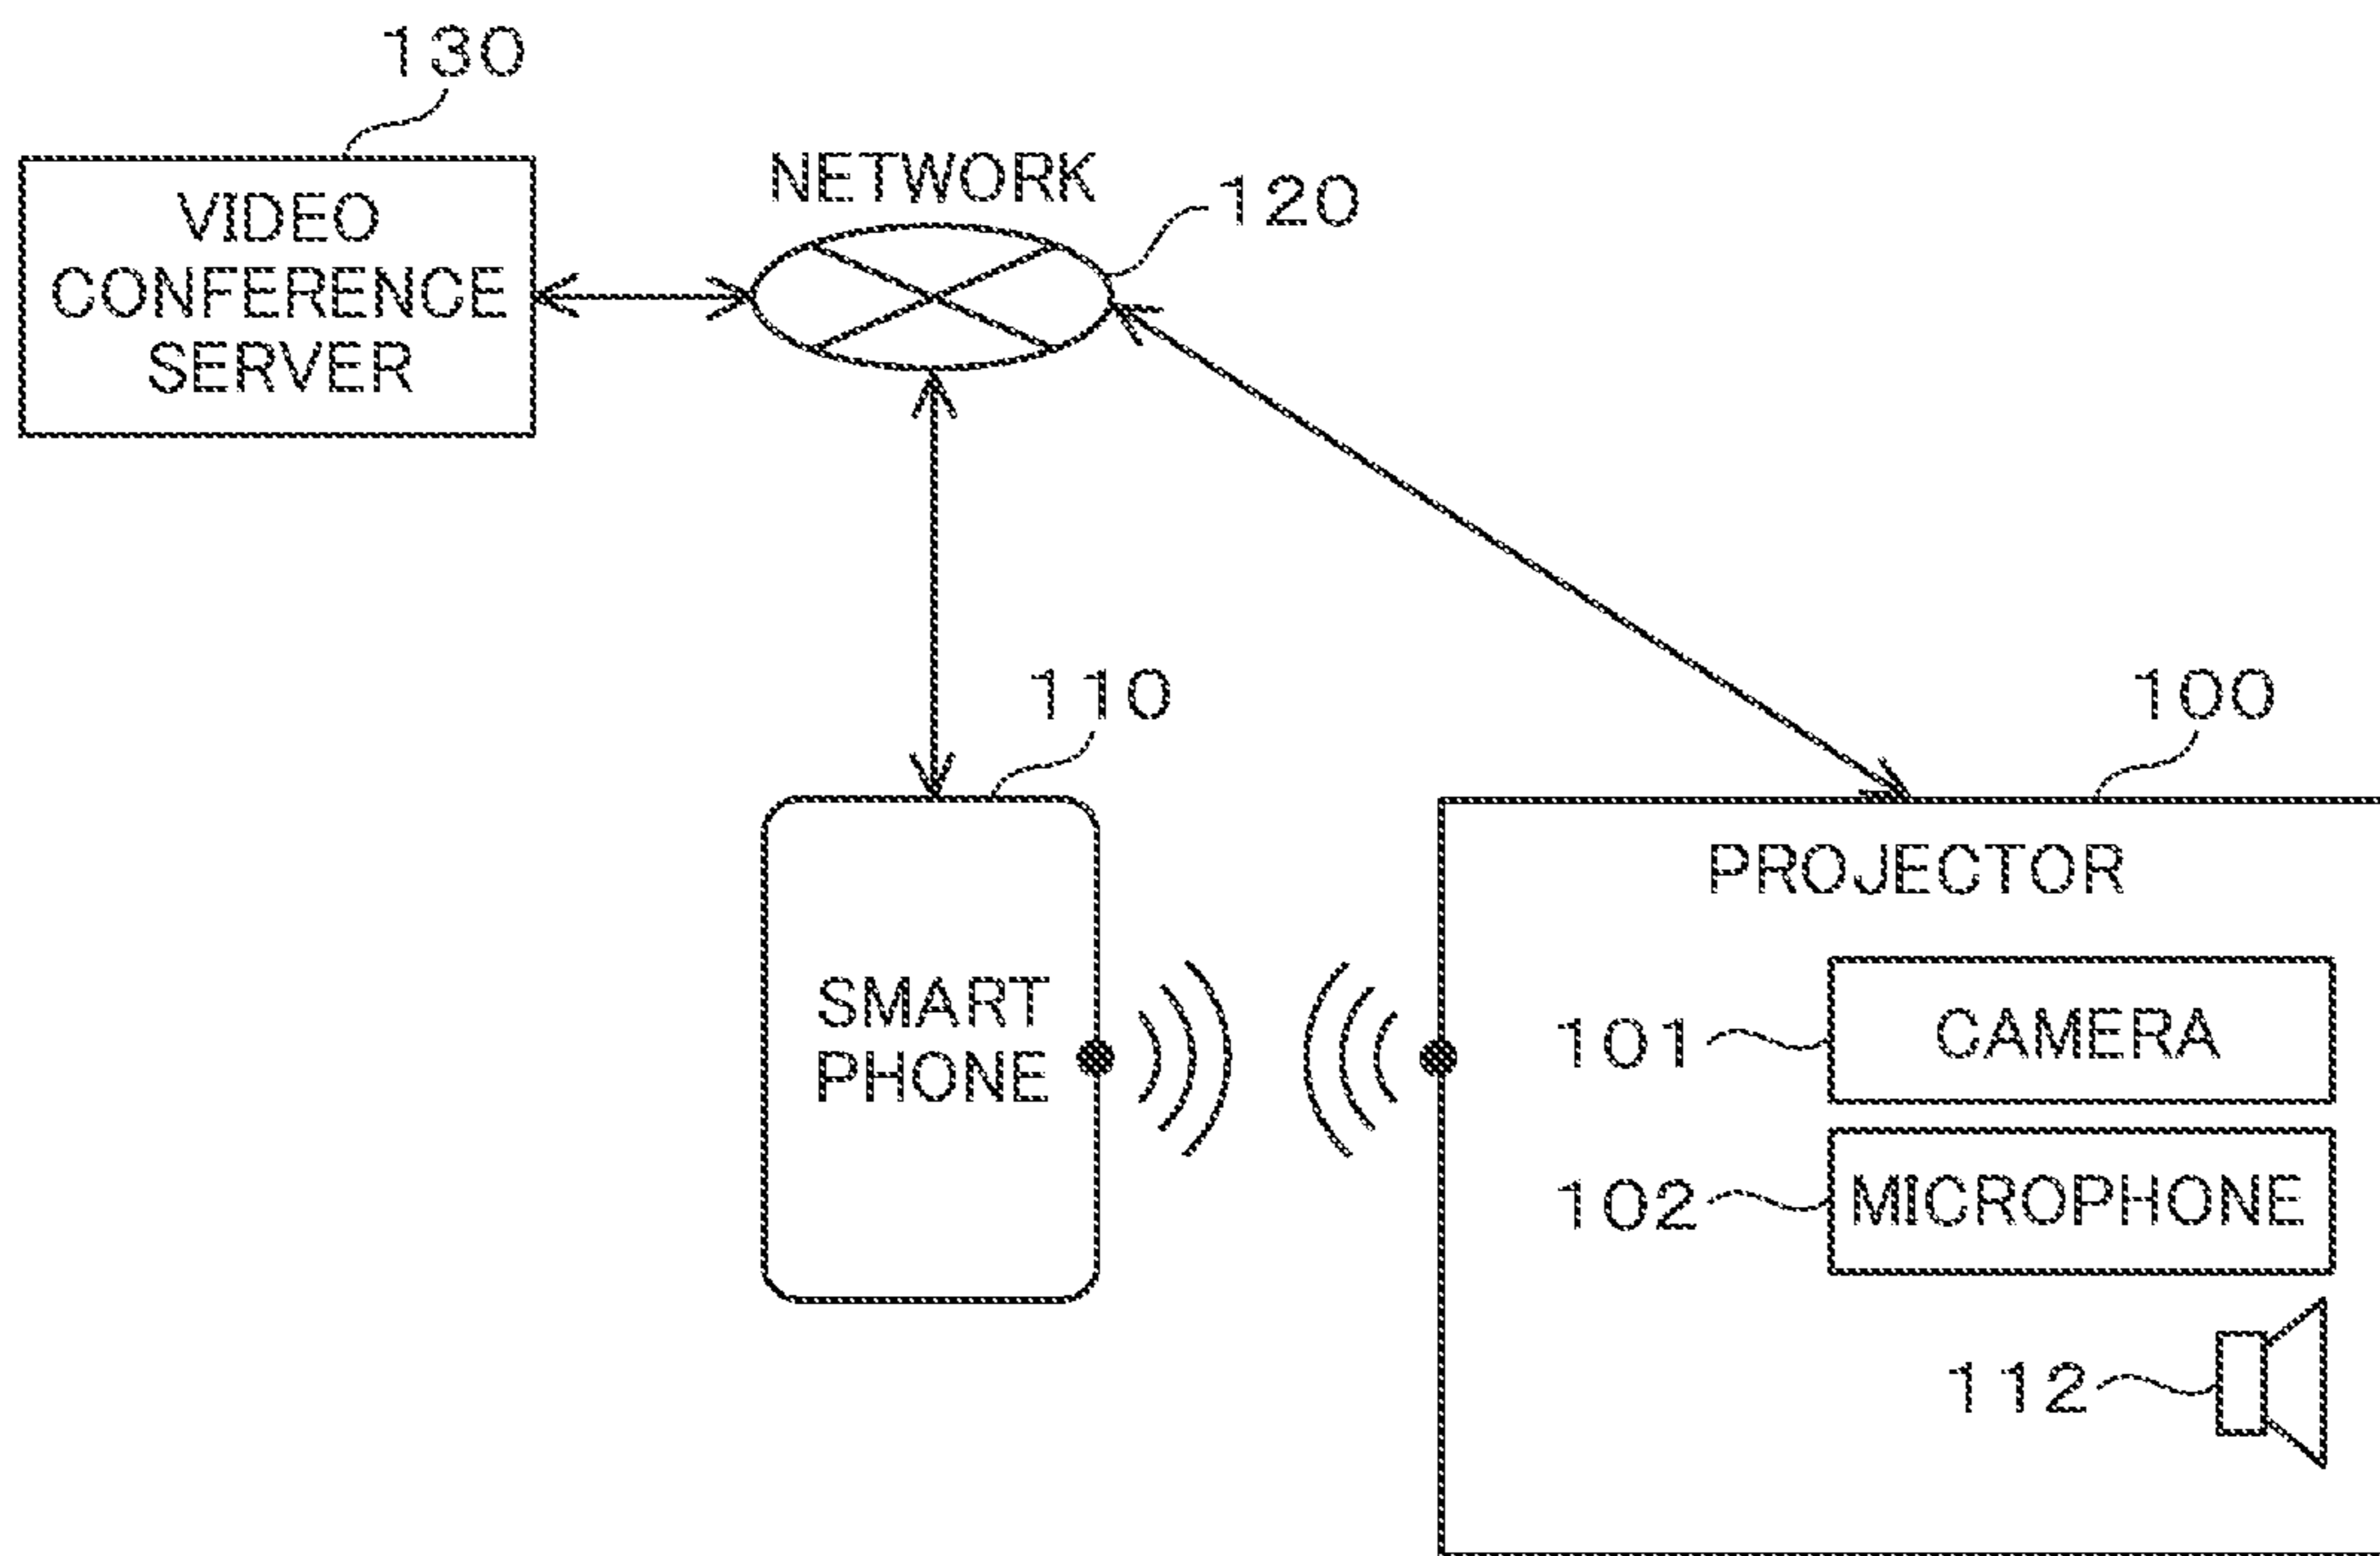 130
VIDEO
CONFERENCE
SERVER
NETWORK
120
110
SMART
PHONE
100
PROJECTOR
101
CAMERA
102
MICROPHONE
112